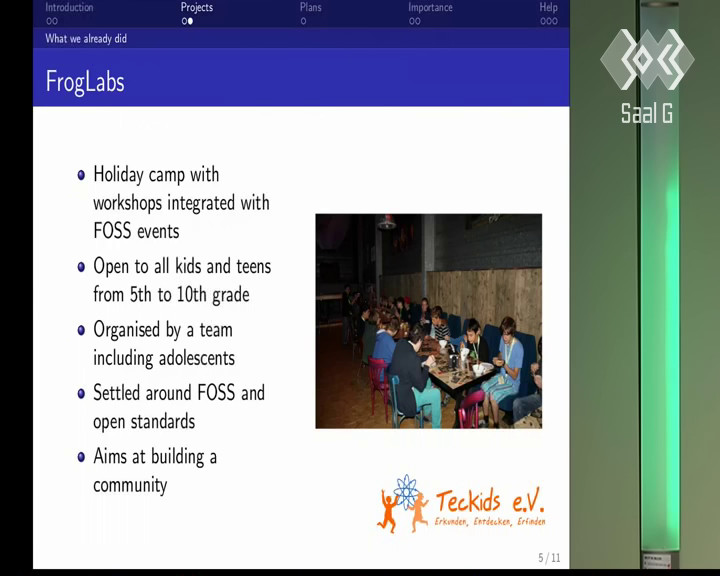 Introduction
Projects
Plans
Importance
Help
What we already did
FrogLabs
Saal G
Holiday camp with
workshops integrated with
FOSS events
Open to all kids and teens
from 5th to 10th grade
Organised by a team
including adolescents
Settled around FOSS and
open standards
Aims at building a
community
Teckids e.V.
Erkunden, Entdecken, Erfinden
5 / 11